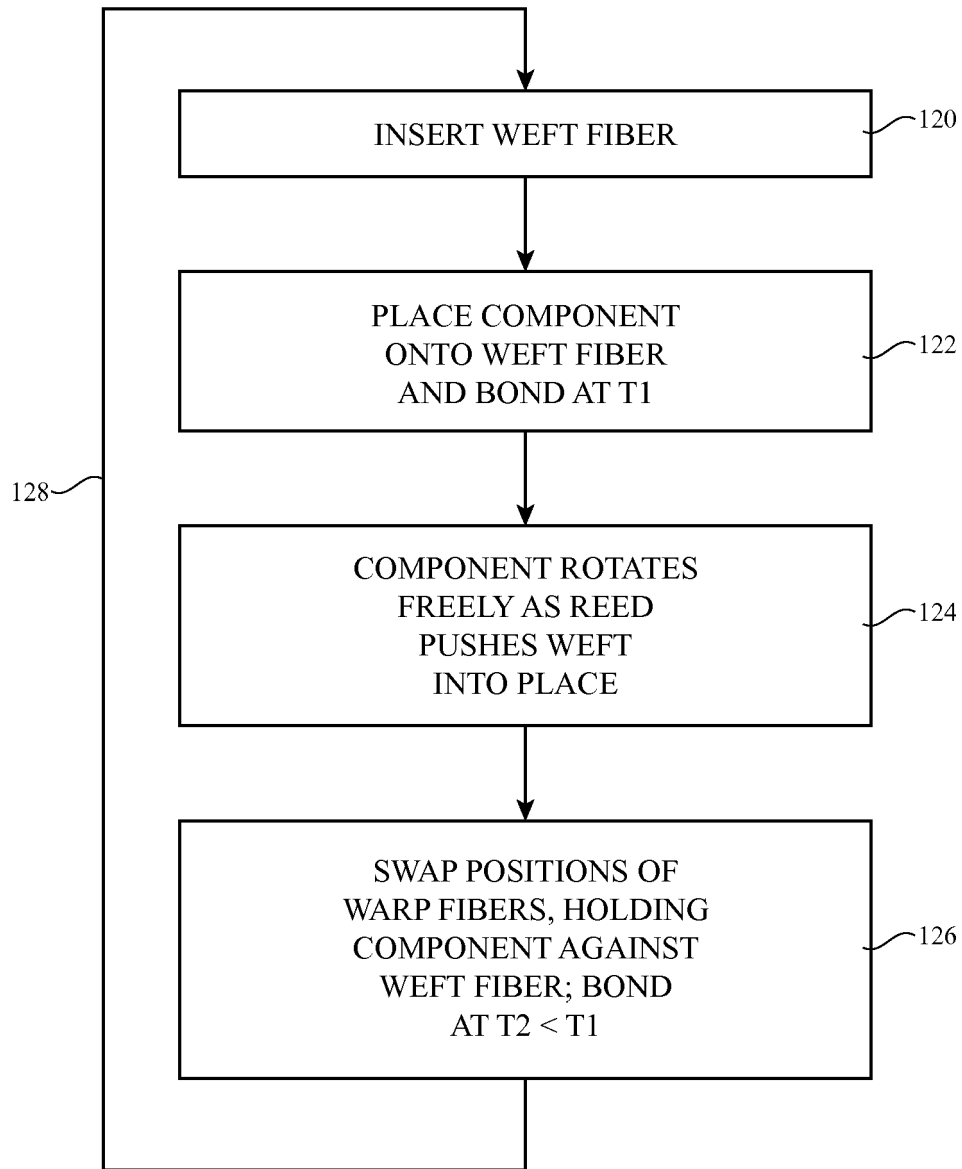 INSERT WEFT FIBER
120
PLACE COMPONENT
ONTO WEFT FIBER
AND BOND AT T1
122
128
COMPONENT ROTATES
FREELY AS REED
PUSHES WEFT
INTO PLACE
124
SWAP POSITIONS OF
WARP FIBERS, HOLDING
COMPONENT AGAINST
WEFT FIBER; BOND
AT T2 < T1
126